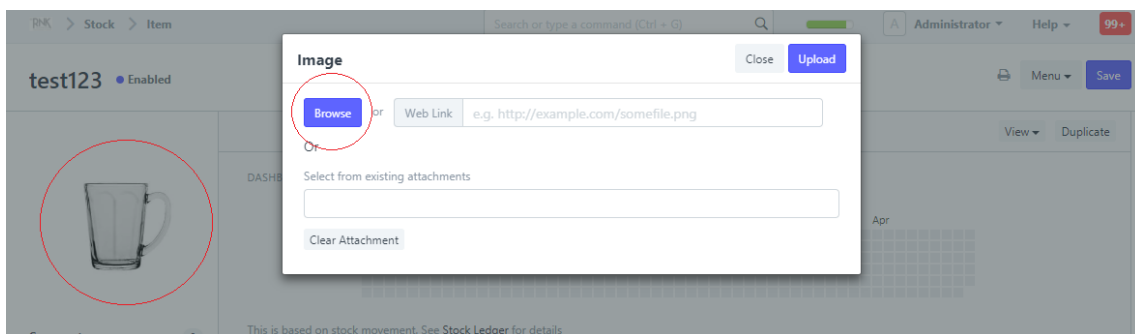 RNK > Stock > Item
Search or type a command (Ctrl + G)
A Administrator Help 99+
Image
Close Upload
test123 Enabled
Menu Save
Browse or Web Link e.g. http://example.com/somefile.png
Or
View Duplicate
Select from existing attachments
Apr
Clear Attachment
This is based on stock movement. See Stock Ledger for details